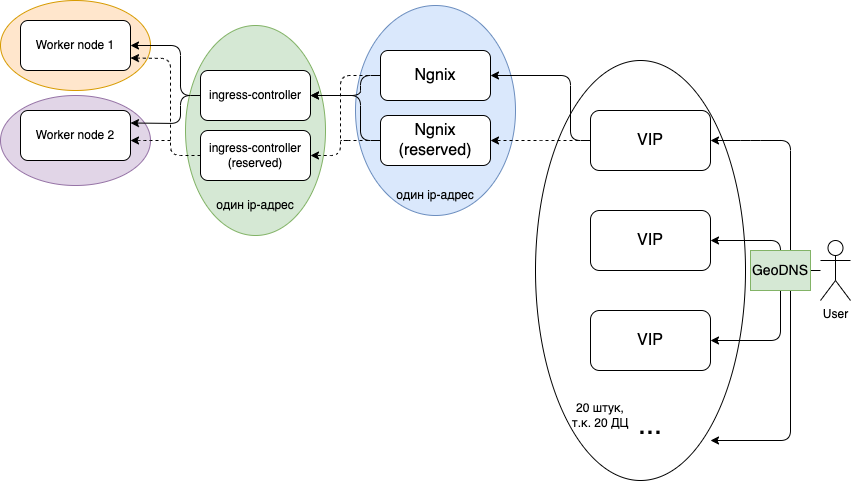 Worker node 1
Worker node 2
ingress-controller
ingress-controller
(reserved)
один ip-адрес
Ngnix
Ngnix
(reserved)
один ip-адрес
VIP
VIP
VIP
20 штук,
т.к. 20 ДЦ
...
GeoDNS
User